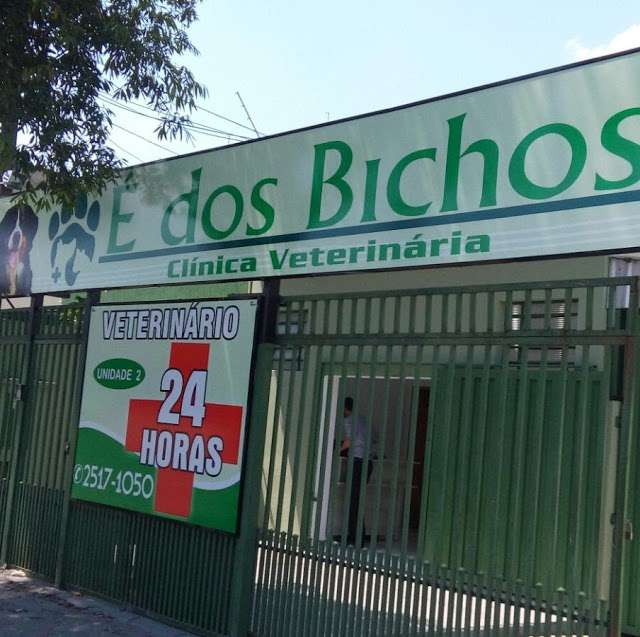 É dos Bichos
Clínica Veterinária
VETERINÁRIO
UNIDADE 2
24
HORAS
2517-1050